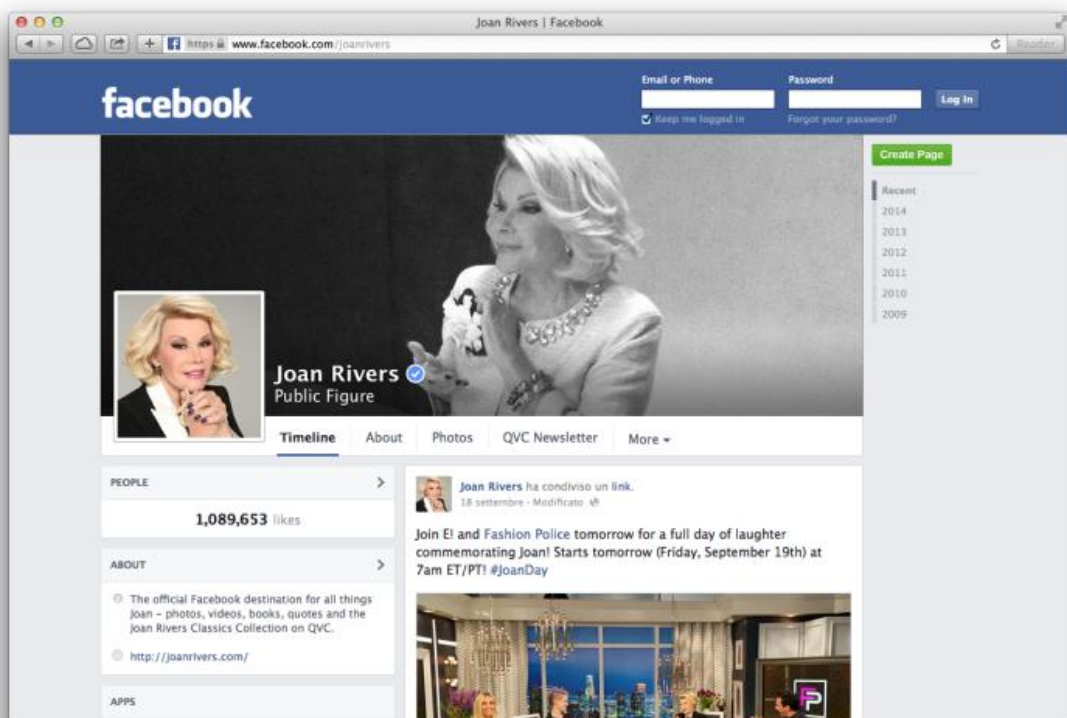 Joan Rivers | Facebook
https www.facebook.com/joanrivers
Reader
facebook
Email or Phone
Password
Log In
Keep me logged in
Forgot your password?
Create Page
Recent
2014
2013
2012
2011
2010
2009
Joan Rivers
Public Figure
Timeline
About
Photos
QVC Newsletter
More
PEOPLE
1,089,653 likes
ABOUT
The official Facebook destination for all things
Joan – photos, videos, books, quotes and the
Joan Rivers Classics Collection on QVC.
http://joanrivers.com/
APPS
Joan Rivers ha condiviso un link.
18 settembre · Modificato
Join E! and Fashion Police tomorrow for a full day of laughter
commemorating Joan! Starts tomorrow (Friday, September 19th) at
7am ET/PT! #JoanDay
FP